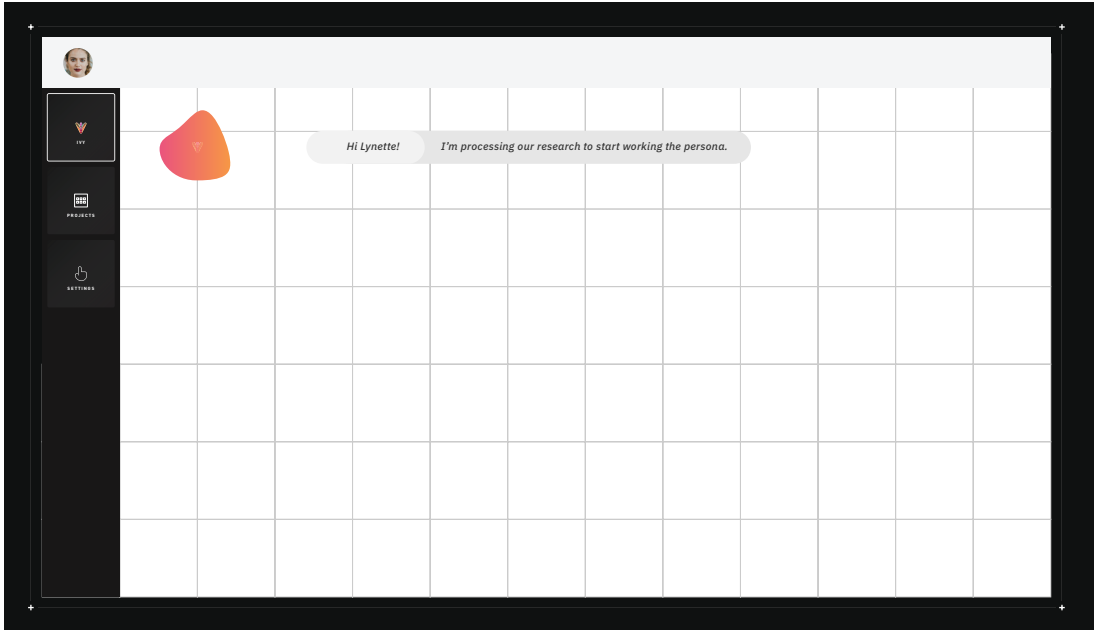 Hi Lynette! I'm processing our research to start working the persona.
IVY
PROJECTS
SETTINGS